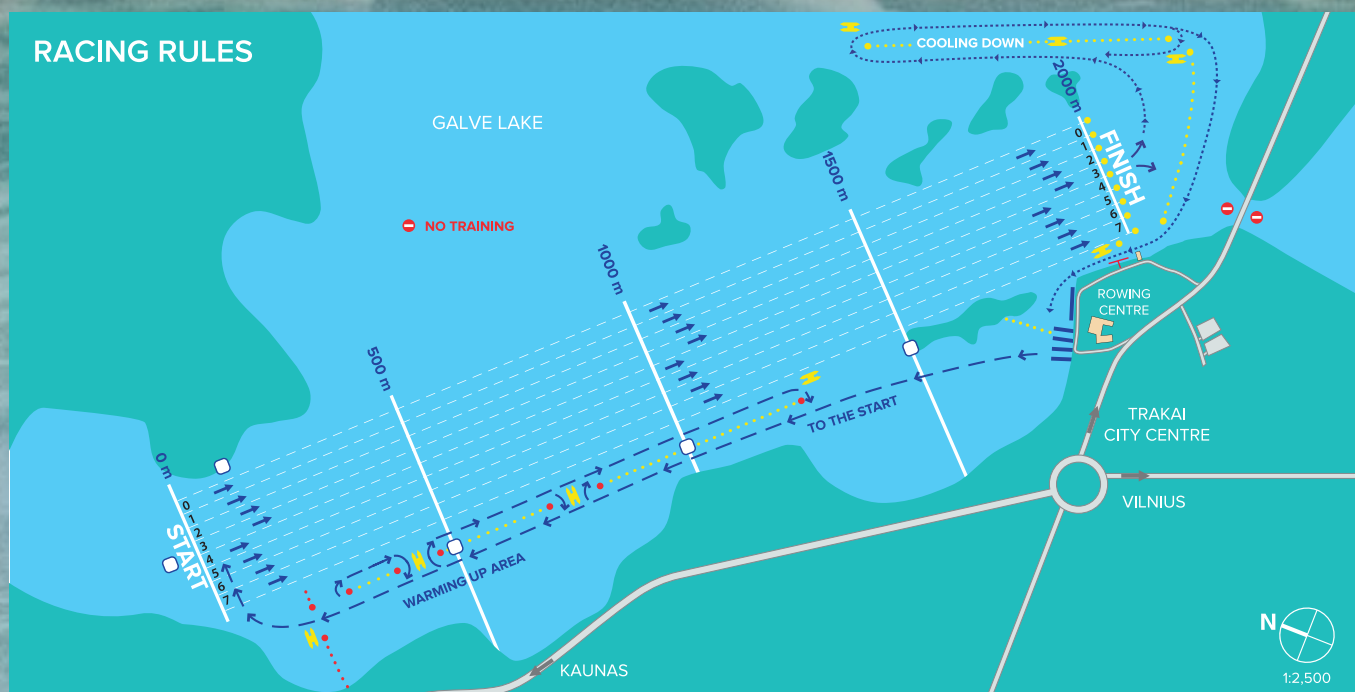 RACING RULES
GALVE LAKE
NO TRAINING
COOLING DOWN
2000 m
0
1
2
3
4
5
6
7
FINISH
1500 m
1000 m
500 m
0 m
0
1
2
3
4
5
6
7
START
WARMING UP AREA
TO THE START
ROWING
CENTRE
TRAKAI
CITY CENTRE
VILNIUS
KAUNAS
N
1:2,500